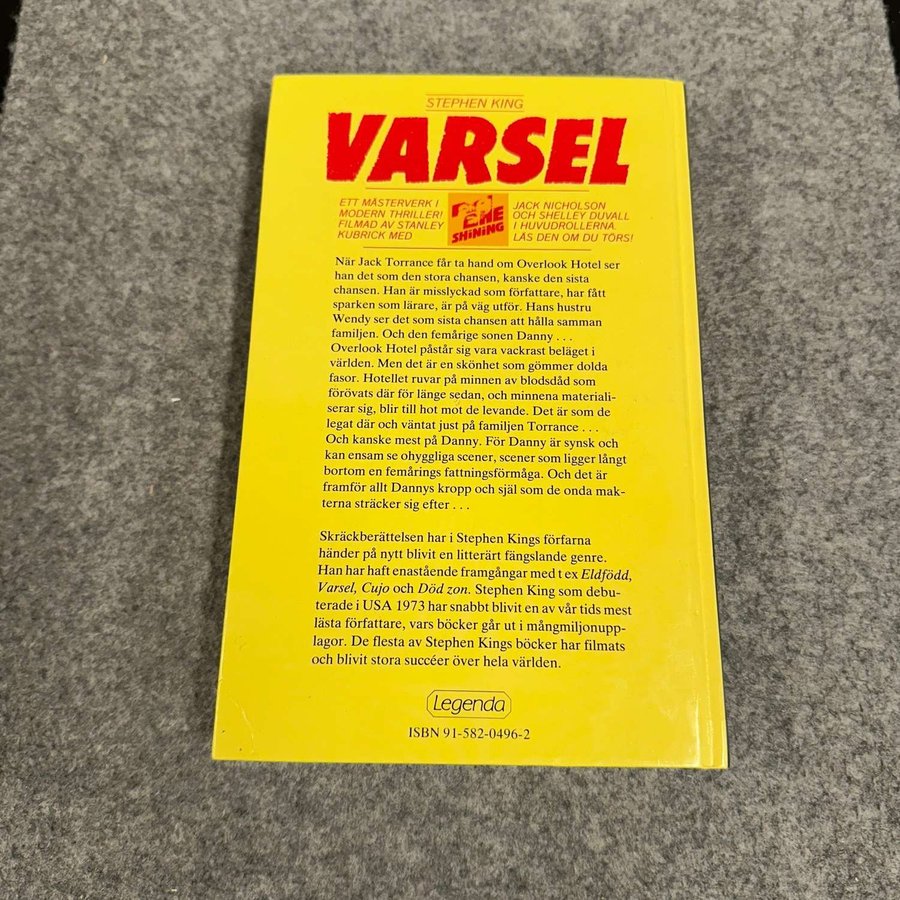 STEPHEN KING
VARSEL
ETT MÄSTERVERK I
MODERN THRILLER!
FILMAD AV STANLEY
KUBRICK MED
THE
SHiNiNG
JACK NICHOLSON
OCH SHELLEY DUVALL
I HUVUDROLLERNA.
LÄS DEN OM DU TÖRS!
När Jack Torrance får ta hand om Overlook Hotel ser
han det som den stora chansen, kanske den sista
chansen. Han är misslyckad som författare, har fått
sparken som lärare, är på väg utför. Hans hustru
Wendy ser det som sista chansen att hålla samman
familjen. Och den femårige sonen Danny . . .
Overlook Hotel påstår sig vara vackrast beläget i
världen. Men det är en skönhet som gömmer dolda
fasor. Hotellet ruvar på minnen av blodsdåd som
förövats där för länge sedan, och minnena materiali-
serar sig, blir till hot mot de levande. Det är som de
legat där och väntat just på familjen Torrance . . .
Och kanske mest på Danny. För Danny är synsk och
kan ensam se ohyggliga scener, scener som ligger långt
bortom en femårings fattningsförmåga. Och det är
framför allt Dannys kropp och själ som de onda mak-
terna sträcker sig efter . . .
Skräckberättelsen har i Stephen Kings förfarna
händer på nytt blivit en litterärt fängslande genre.
Han har haft enastående framgångar med t ex Eldfödd,
Varsel, Cujo och Död zon. Stephen King som debu-
terade i USA 1973 har snabbt blivit en av vår tids mest
lästa författare, vars böcker går ut i mångmiljonupp-
lagor. De flesta av Stephen Kings böcker har filmats
och blivit stora succéer över hela världen.
Legenda
ISBN 91-582-0496-2